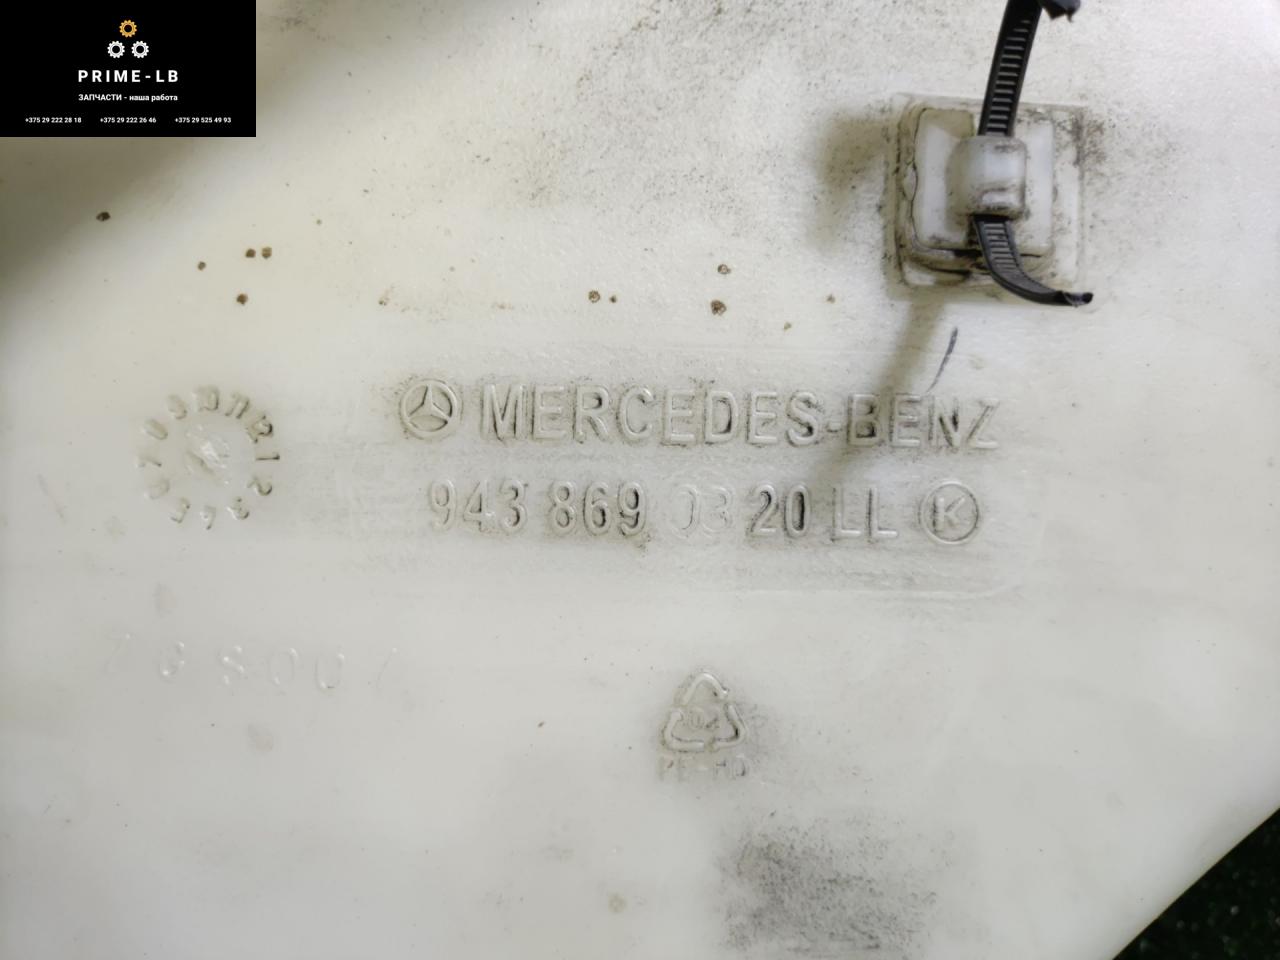 PRIME-LB
ЗАПЧАСТИ - наша работа
+375 29 222 28 18 +375 29 222 26 46 +375 29 525 49 93
MERCEDES-BENZ
943 869 03 20 LL K
PE-HD